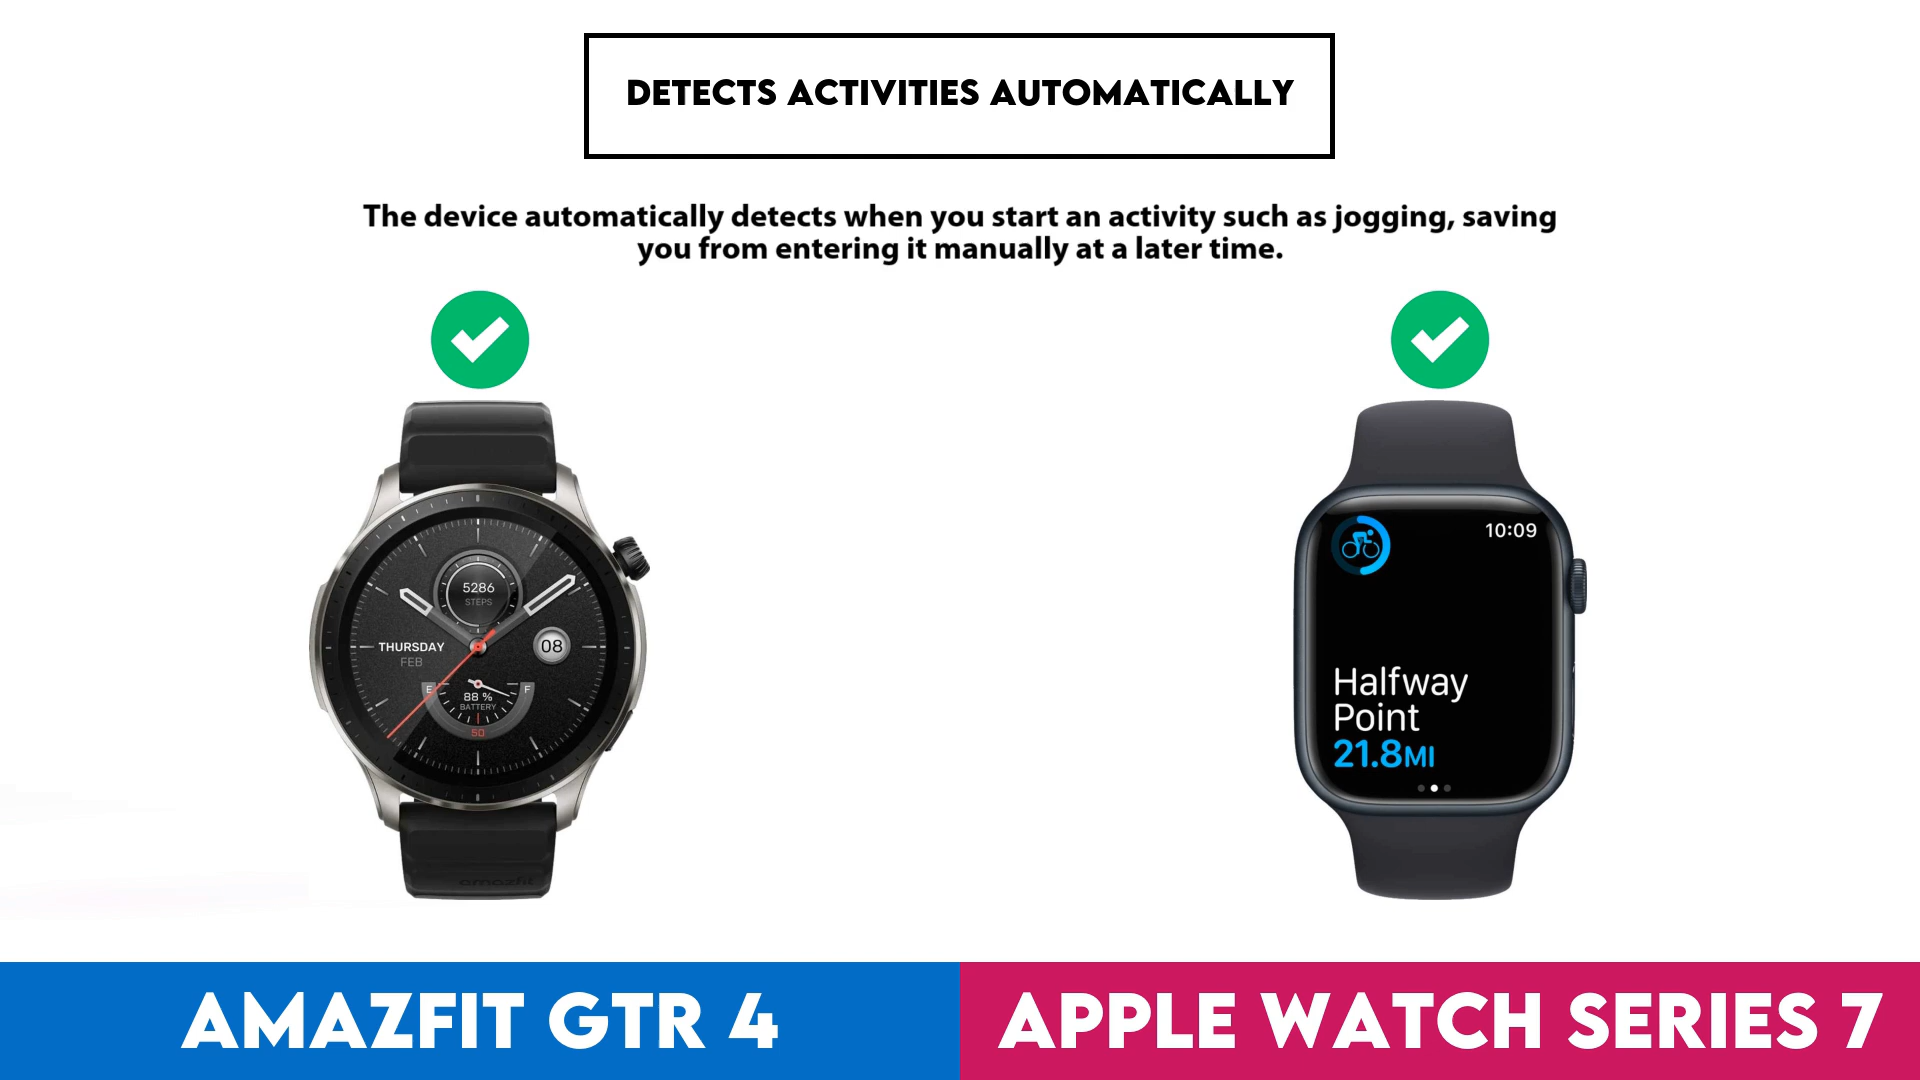 DETECTS ACTIVITIES AUTOMATICALLY
The device automatically detects when you start an activity such as jogging, saving
you from entering it manually at a later time.
5286
STEPS
THURSDAY
FEB
08
E
F
88 %
BATTERY
50
amazfit
10:09
Halfway
Point
21.8MI
AMAZFIT GTR 4
APPLE WATCH SERIES 7